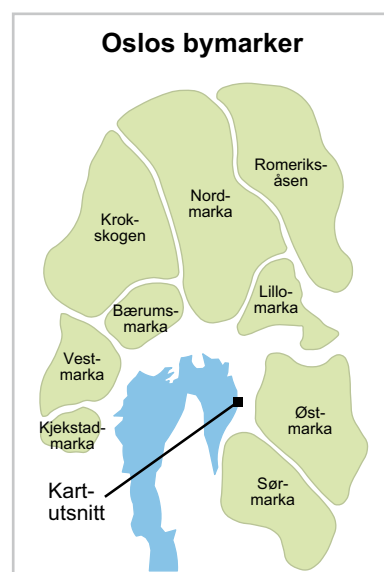 Oslos bymarker
Romeriks-
åsen
Nord-
marka
Krok-
skogen
Lillo-
marka
Bærums-
marka
Vest-
marka
Kjekstad-
marka
Øst-
marka
Sør-
marka
Kart-
utsnitt